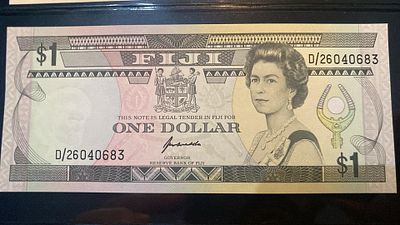 $1 FIJI D/26040683
THIS NOTE IS LEGAL TENDER IN FIJI FOR
ONE DOLLAR
D/26040683
GOVERNOR
RESERVE BANK OF FIJI
$1